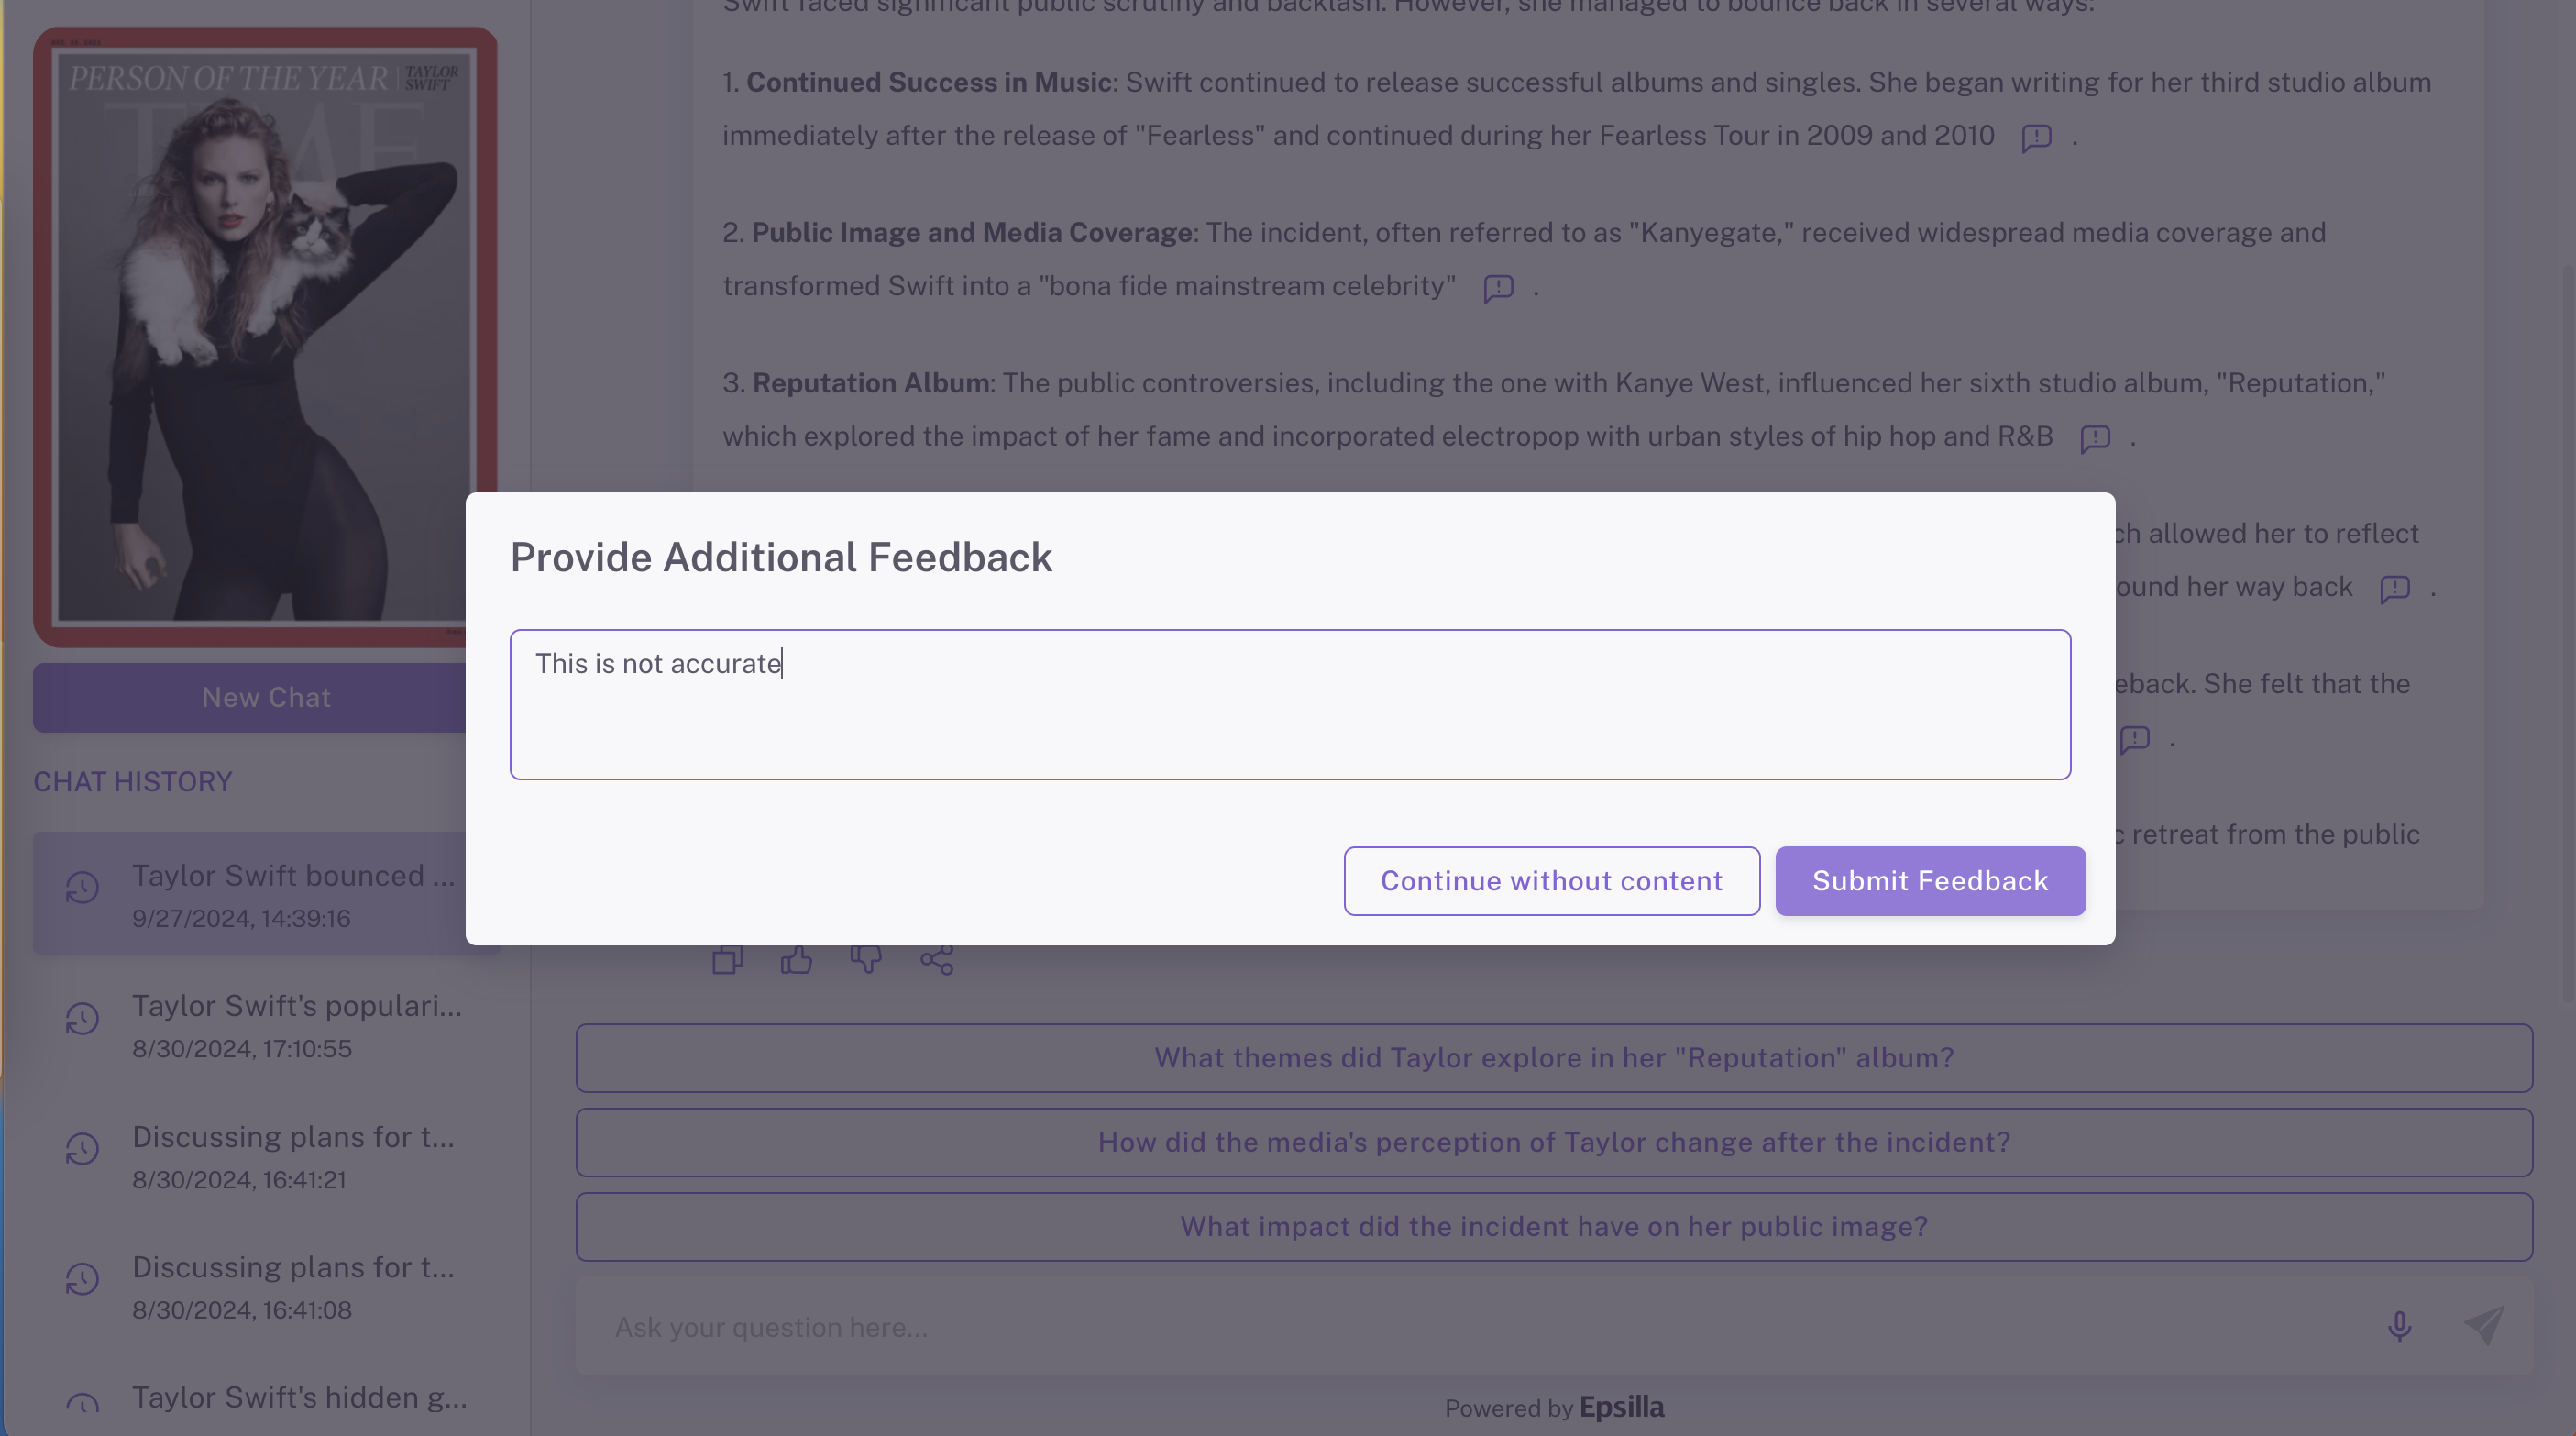 PERSON OF THE YEAR | TAYLOR SWIFT
TIME
New Chat
CHAT HISTORY
Taylor Swift bounced ...
9/27/2024, 14:39:16
Taylor Swift's populari...
8/30/2024, 17:10:55
Discussing plans for t...
8/30/2024, 16:41:21
Discussing plans for t...
8/30/2024, 16:41:08
Taylor Swift's hidden g...
Swift faced significant public scrutiny and backlash. However, she managed to bounce back in several ways:
1. Continued Success in Music: Swift continued to release successful albums and singles. She began writing for her third studio album
immediately after the release of "Fearless" and continued during her Fearless Tour in 2009 and 2010 .
2. Public Image and Media Coverage: The incident, often referred to as "Kanyegate," received widespread media coverage and
transformed Swift into a "bona fide mainstream celebrity" .
3. Reputation Album: The public controversies, including the one with Kanye West, influenced her sixth studio album, "Reputation,"
which explored the impact of her fame and incorporated electropop with urban styles of hip hop and R&B .
ch allowed her to reflect
ound her way back .
eback. She felt that the
.
c retreat from the public
Provide Additional Feedback
This is not accurate
Continue without content
Submit Feedback
What themes did Taylor explore in her "Reputation" album?
How did the media's perception of Taylor change after the incident?
What impact did the incident have on her public image?
Ask your question here...
Powered by Epsilla